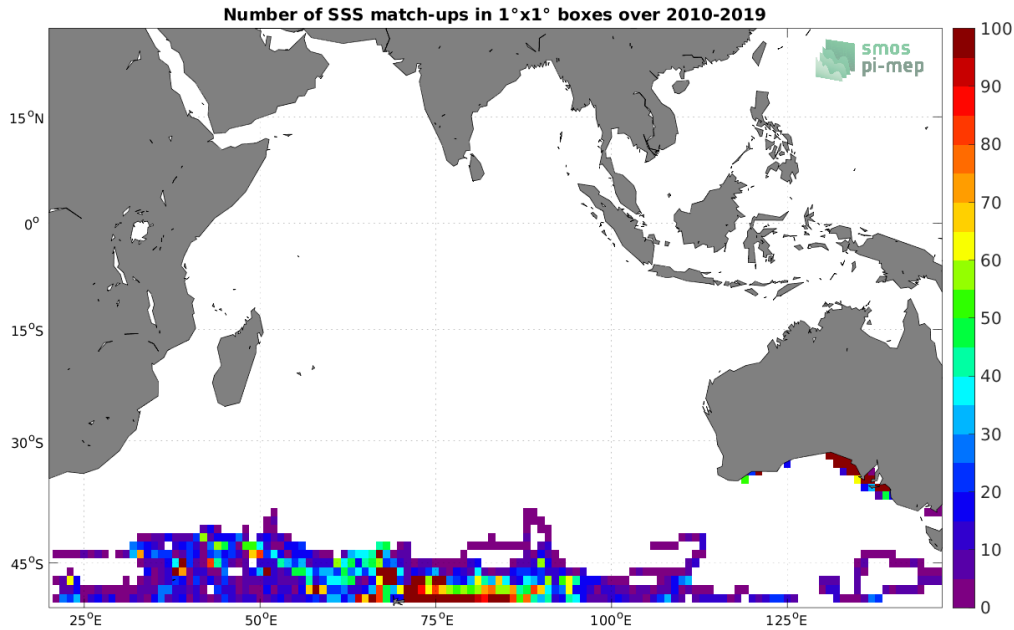 Number of SSS match-ups in 1°x1° boxes over 2010-2019
smos
pi-mep
100
90
80
70
60
50
40
30
20
10
0
15°N
0°
15°S
30°S
45°S
25°E
50°E
75°E
100°E
125°E